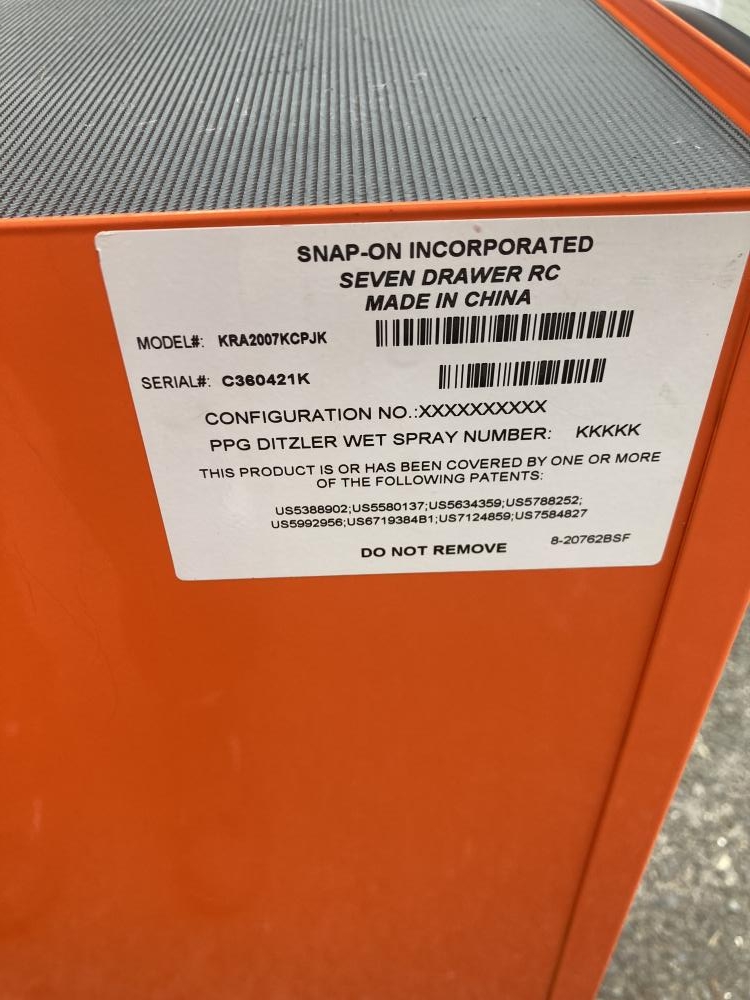 SNAP-ON INCORPORATED
SEVEN DRAWER RC
MADE IN CHINA
MODEL#: KRA2007KCPJK
SERIAL#: C360421K
CONFIGURATION NO.:XXXXXXXXXX
PPG DITZLER WET SPRAY NUMBER: KKKKK
THIS PRODUCT IS OR HAS BEEN COVERED BY ONE OR MORE
OF THE FOLLOWING PATENTS:
US5388902;US5580137;US5634359;US5788252;
US5992956;US6719384B1;US7124859;US7584827
DO NOT REMOVE 8-20762BSF